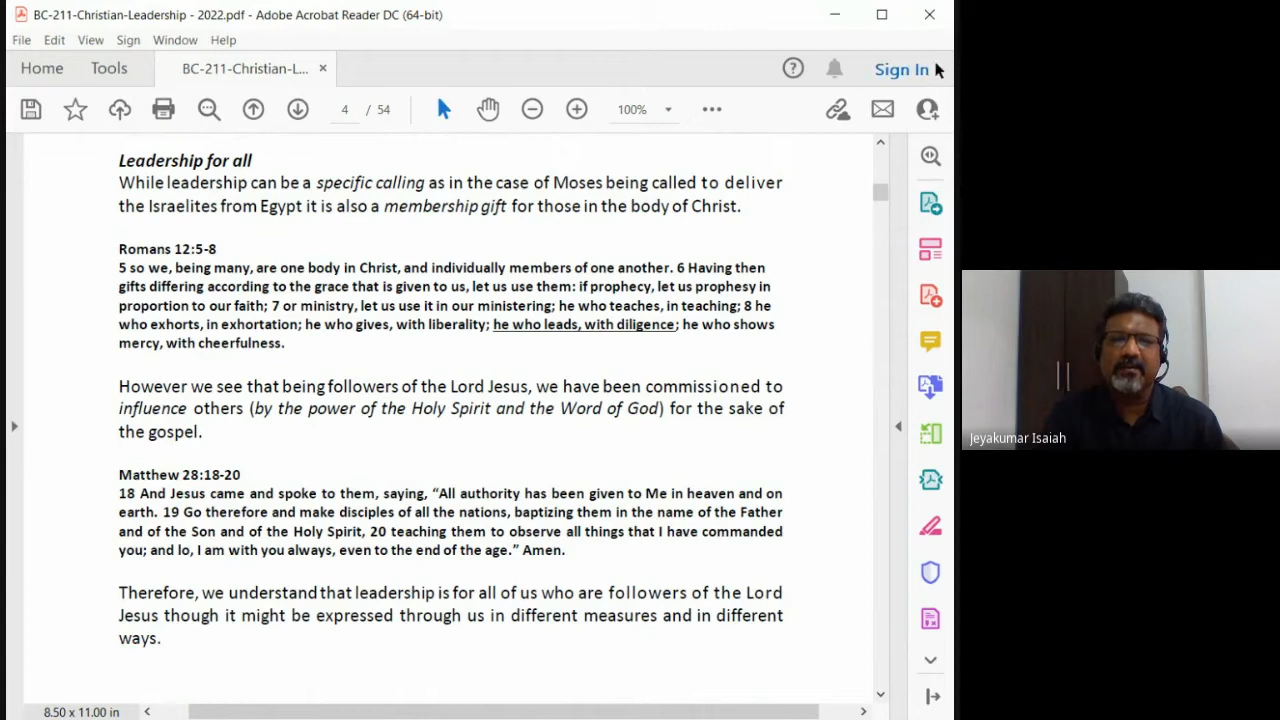 BC-211-Christian-Leadership - 2022.pdf - Adobe Acrobat Reader DC (64-bit)
File Edit View Sign Window Help
Home Tools BC-211-Christian-L... × Sign In
4 / 54 100%
Leadership for all
While leadership can be a specific calling as in the case of Moses being called to deliver
the Israelites from Egypt it is also a membership gift for those in the body of Christ.
Romans 12:5-8
5 so we, being many, are one body in Christ, and individually members of one another. 6 Having then
gifts differing according to the grace that is given to us, let us use them: if prophecy, let us prophesy in
proportion to our faith; 7 or ministry, let us use it in our ministering; he who teaches, in teaching; 8 he
who exhorts, in exhortation; he who gives, with liberality; he who leads, with diligence; he who shows
mercy, with cheerfulness.
However we see that being followers of the Lord Jesus, we have been commissioned to
influence others (by the power of the Holy Spirit and the Word of God) for the sake of
the gospel.
Matthew 28:18-20
18 And Jesus came and spoke to them, saying, “All authority has been given to Me in heaven and on
earth. 19 Go therefore and make disciples of all the nations, baptizing them in the name of the Father
and of the Son and of the Holy Spirit, 20 teaching them to observe all things that I have commanded
you; and lo, I am with you always, even to the end of the age.” Amen.
Therefore, we understand that leadership is for all of us who are followers of the Lord
Jesus though it might be expressed through us in different measures and in different
ways.
8.50 x 11.00 in
Jeyakumar Isaiah